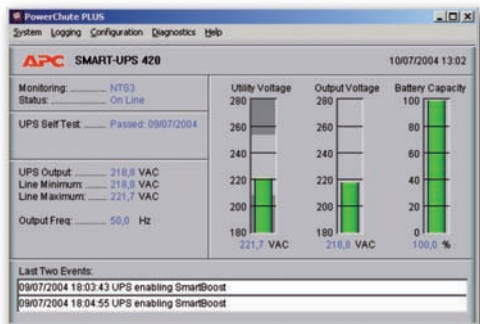 PowerChute PLUS
System Logging Configuration Diagnostics Help
APC SMART-UPS 420 10/07/2004 13:02
Monitoring: NTS3
Status: On Line
UPS Self Test Passed: 09/07/2004
UPS Output 218,8 VAC
Line Minimum 218,8 VAC
Line Maximum 221,7 VAC
Output Freq 50,0 Hz
Utility Voltage
280
260
240
220
200
180
221,7 VAC
Output Voltage
280
260
240
220
200
180
218,8 VAC
Battery Capacity
100
80
60
40
20
0
100,0 %
Last Two Events:
09/07/2004 18:03:43 UPS enabling SmartBoost
09/07/2004 18:04:55 UPS enabling SmartBoost